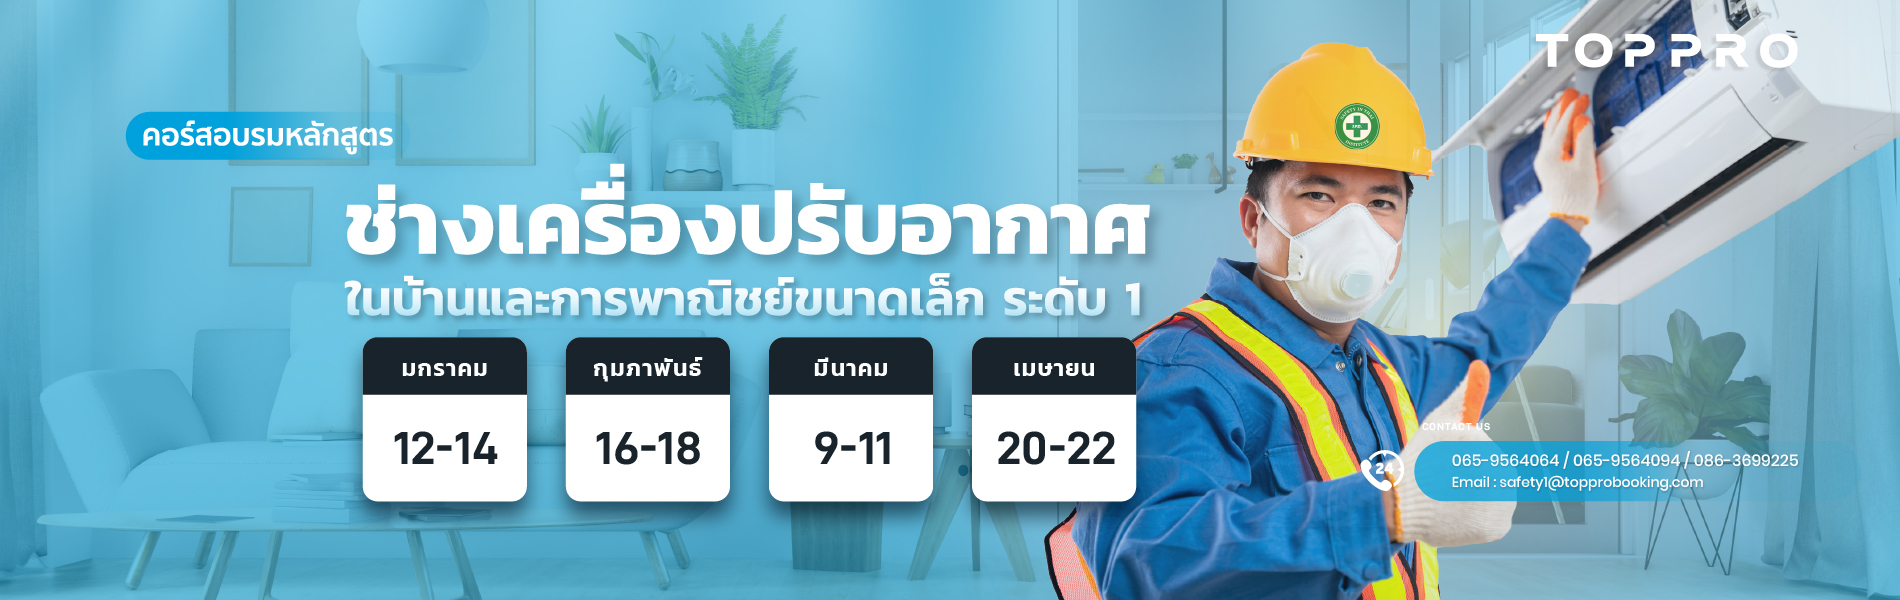 TOPPRO
คอร์สอบรมหลักสูตร
ช่างเครื่องปรับอากาศ
ในบ้านและการพาณิชย์ขนาดเล็ก ระดับ 1
มกราคม
12-14
กุมภาพันธ์
16-18
มีนาคม
9-11
เมษายน
20-22
CONTACT US
24
065-9564064 / 065-9564094 / 086-3699225
Email : safety1@topprobooking.com